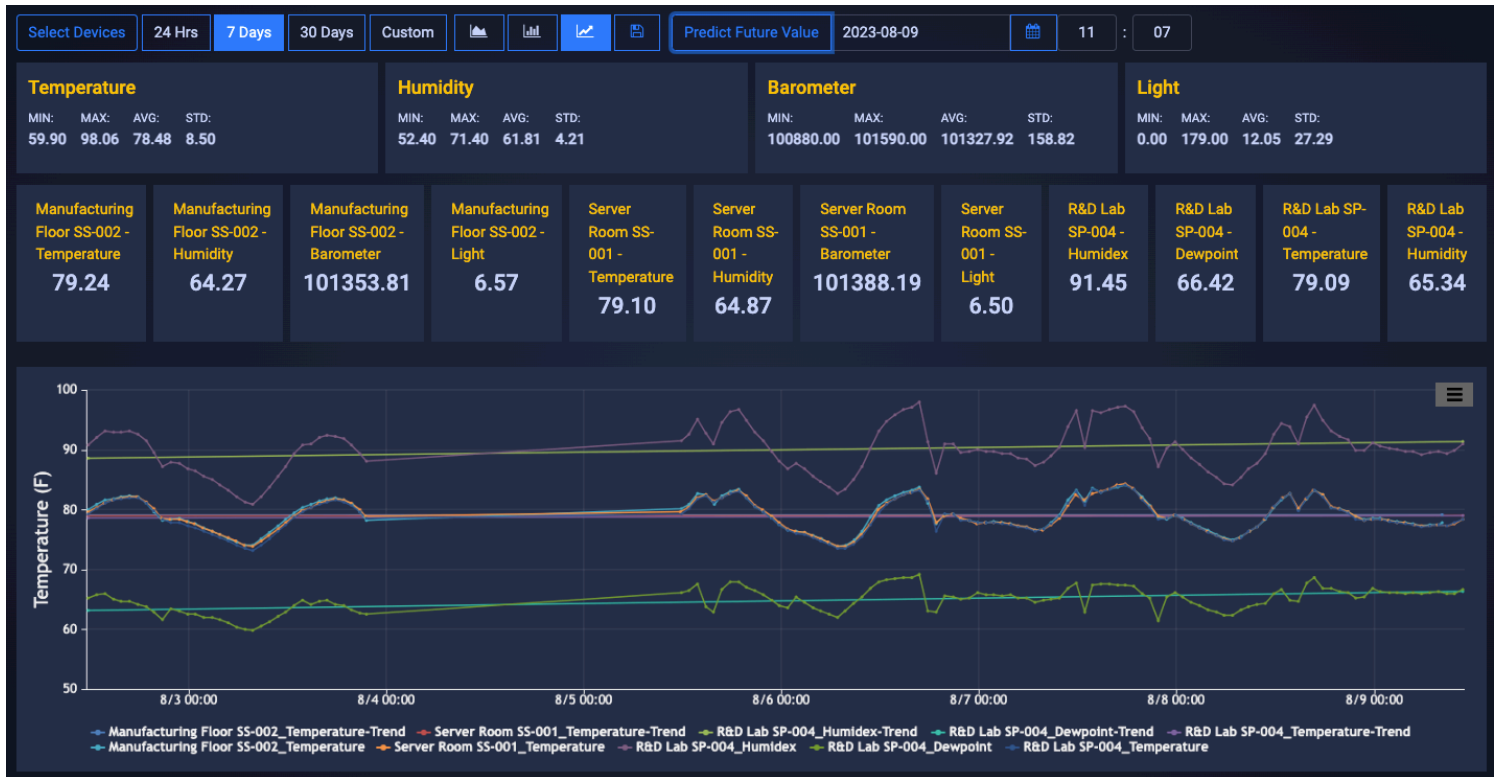 Select Devices 24 Hrs 7 Days 30 Days Custom Predict Future Value 2023-08-09 11 : 07
Temperature
MIN: MAX: AVG: STD:
59.90 98.06 78.48 8.50
Humidity
MIN: MAX: AVG: STD:
52.40 71.40 61.81 4.21
Barometer
MIN: MAX: AVG: STD:
100880.00 101590.00 101327.92 158.82
Light
MIN: MAX: AVG: STD:
0.00 179.00 12.05 27.29
Manufacturing
Floor SS-002 -
Temperature
79.24
Manufacturing
Floor SS-002 -
Humidity
64.27
Manufacturing
Floor SS-002 -
Barometer
101353.81
Manufacturing
Floor SS-002 -
Light
6.57
Server
Room SS-
001 -
Temperature
79.10
Server
Room SS-
001 -
Humidity
64.87
Server Room
SS-001 -
Barometer
101388.19
Server
Room SS-
001 -
Light
6.50
R&D Lab
SP-004 -
Humidex
91.45
R&D Lab
SP-004 -
Dewpoint
66.42
R&D Lab SP-
004 -
Temperature
79.09
R&D Lab
SP-004 -
Humidity
65.34
Temperature (F)
100
90
80
70
60
50
8/3 00:00 8/4 00:00 8/5 00:00 8/6 00:00 8/7 00:00 8/8 00:00 8/9 00:00
Manufacturing Floor SS-002_Temperature-Trend Server Room SS-001_Temperature-Trend R&D Lab SP-004_Humidex-Trend R&D Lab SP-004_Dewpoint-Trend R&D Lab SP-004_Temperature-Trend
Manufacturing Floor SS-002_Temperature Server Room SS-001_Temperature R&D Lab SP-004_Humidex R&D Lab SP-004_Dewpoint R&D Lab SP-004_Temperature